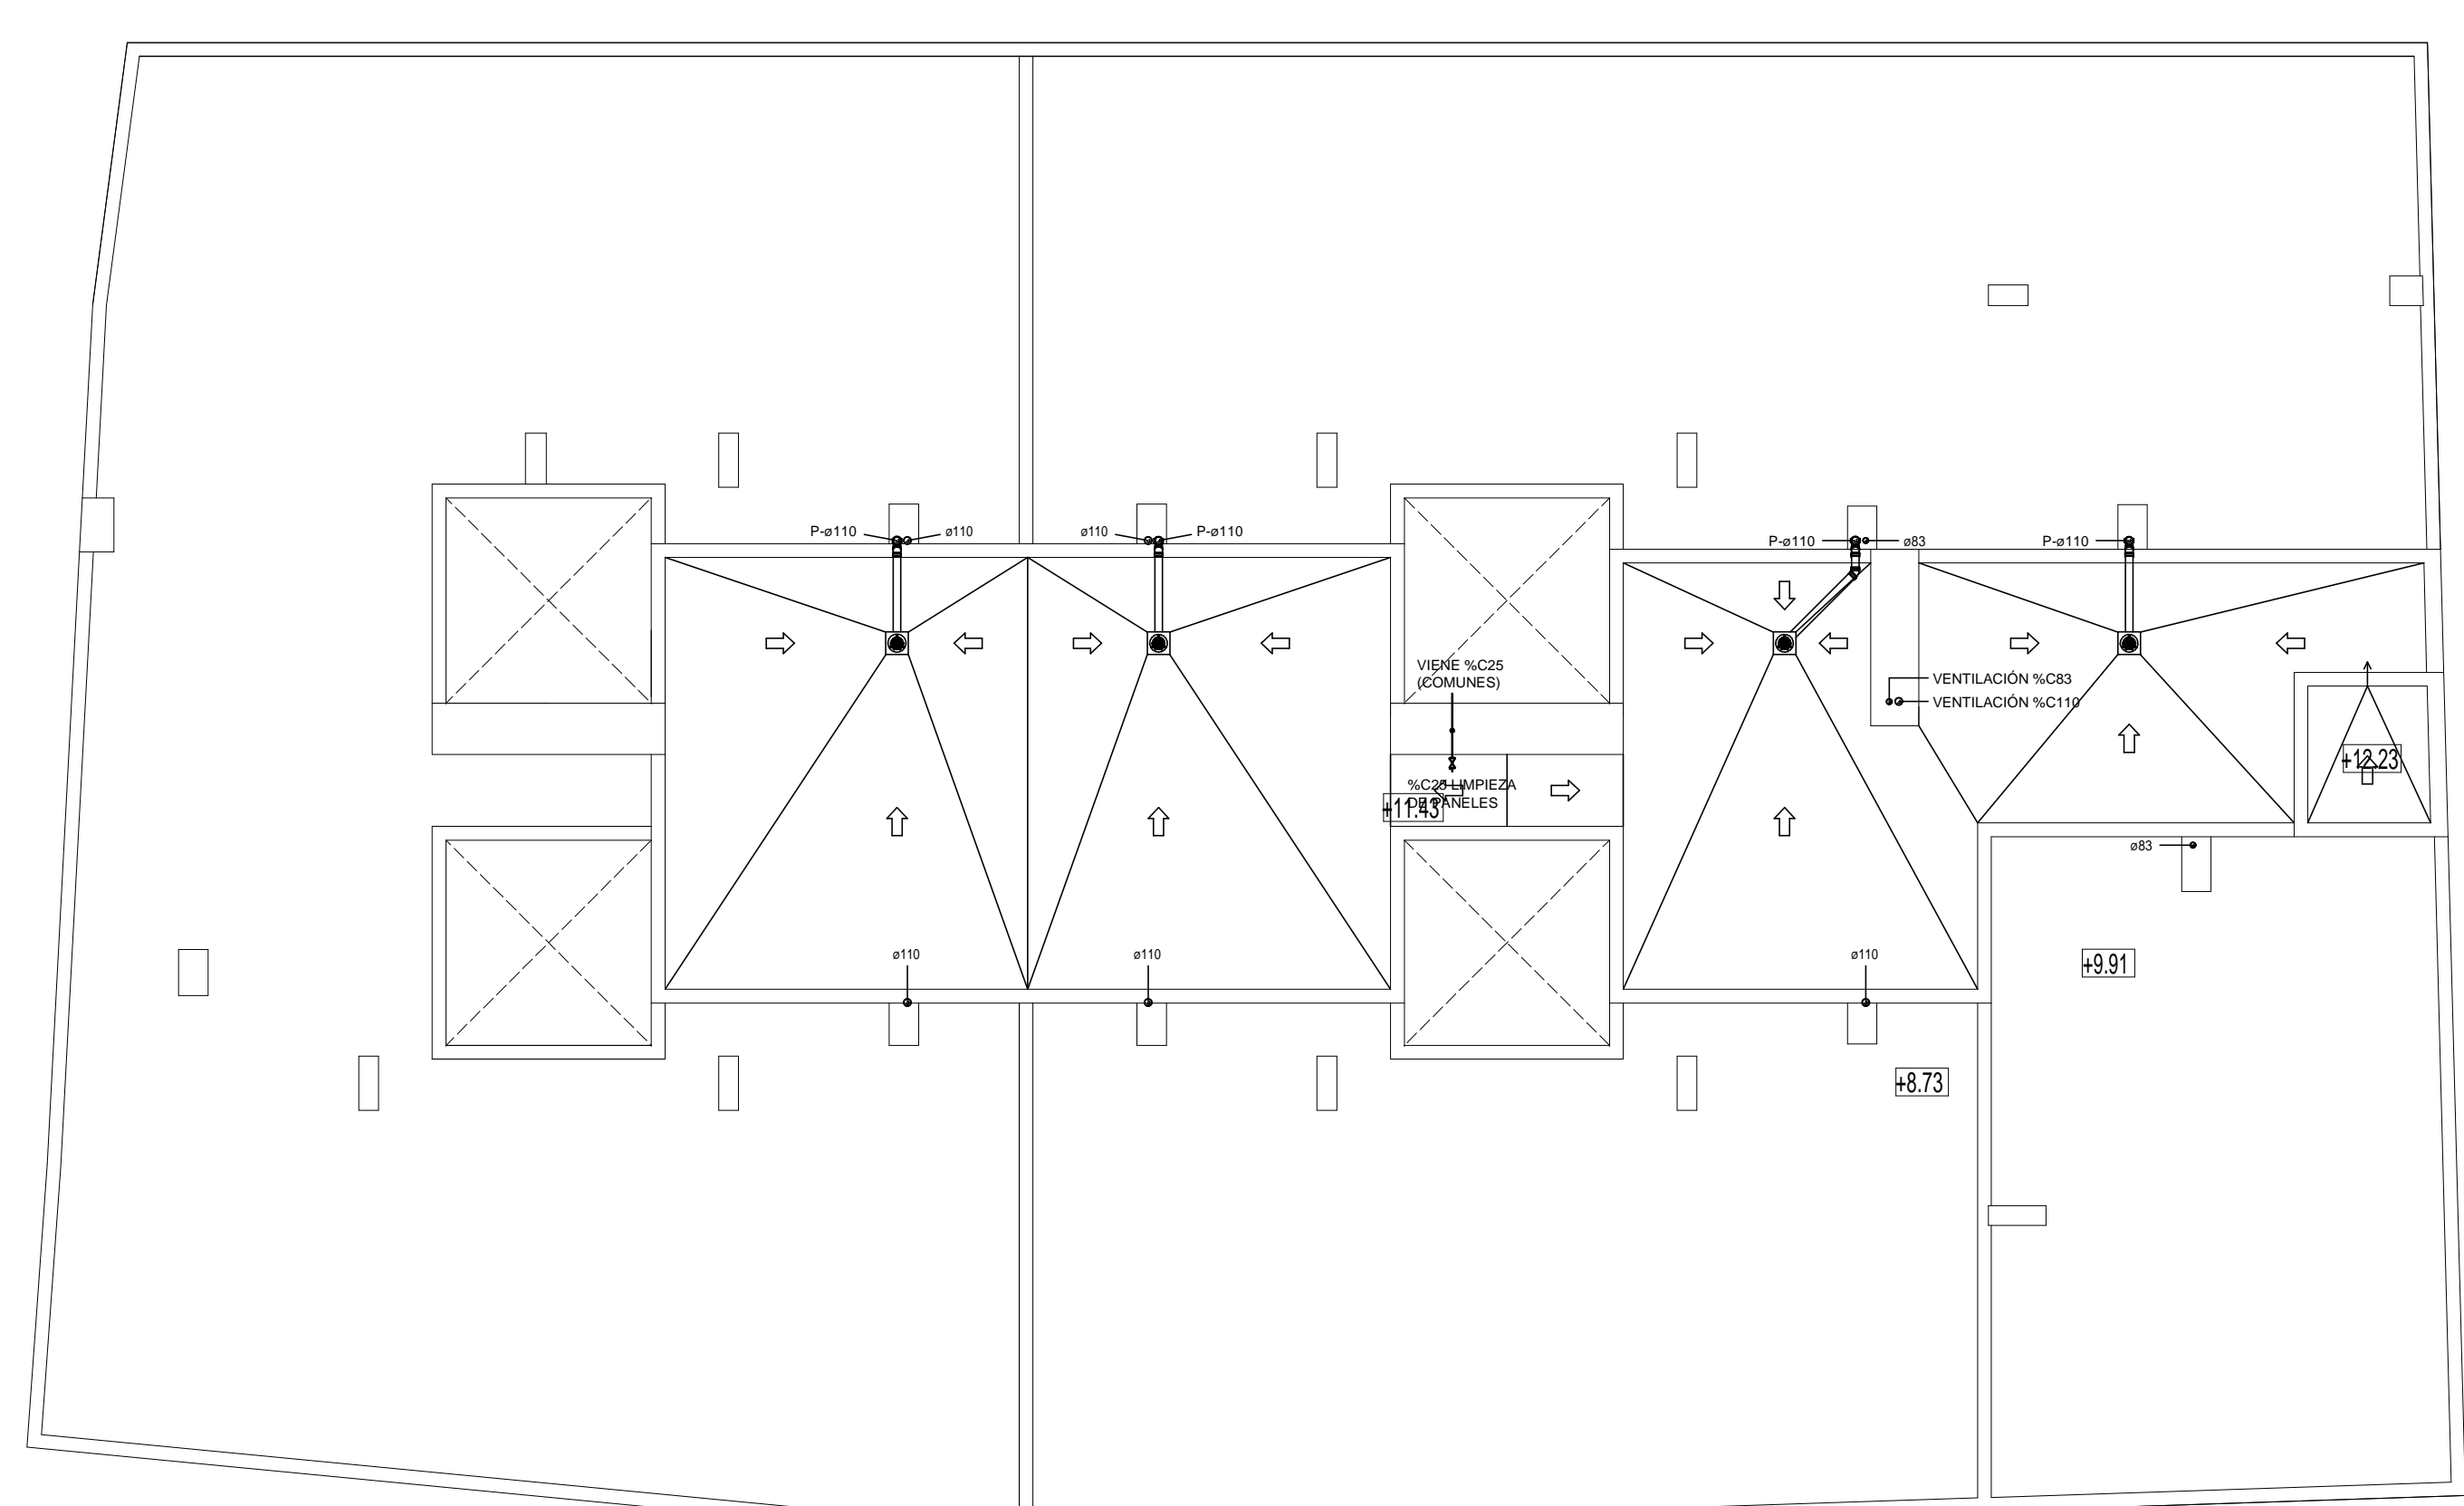 P-ø110
ø110
ø110
P-ø110
P-ø110
ø83
P-ø110
VIENE %C25
(COMUNES)
VENTILACIÓN %C83
VENTILACIÓN %C110
+12.23
%C25 LIMPIEZA
DE PANELES
+11.43
ø83
ø110
ø110
ø110
+9.91
+8.73